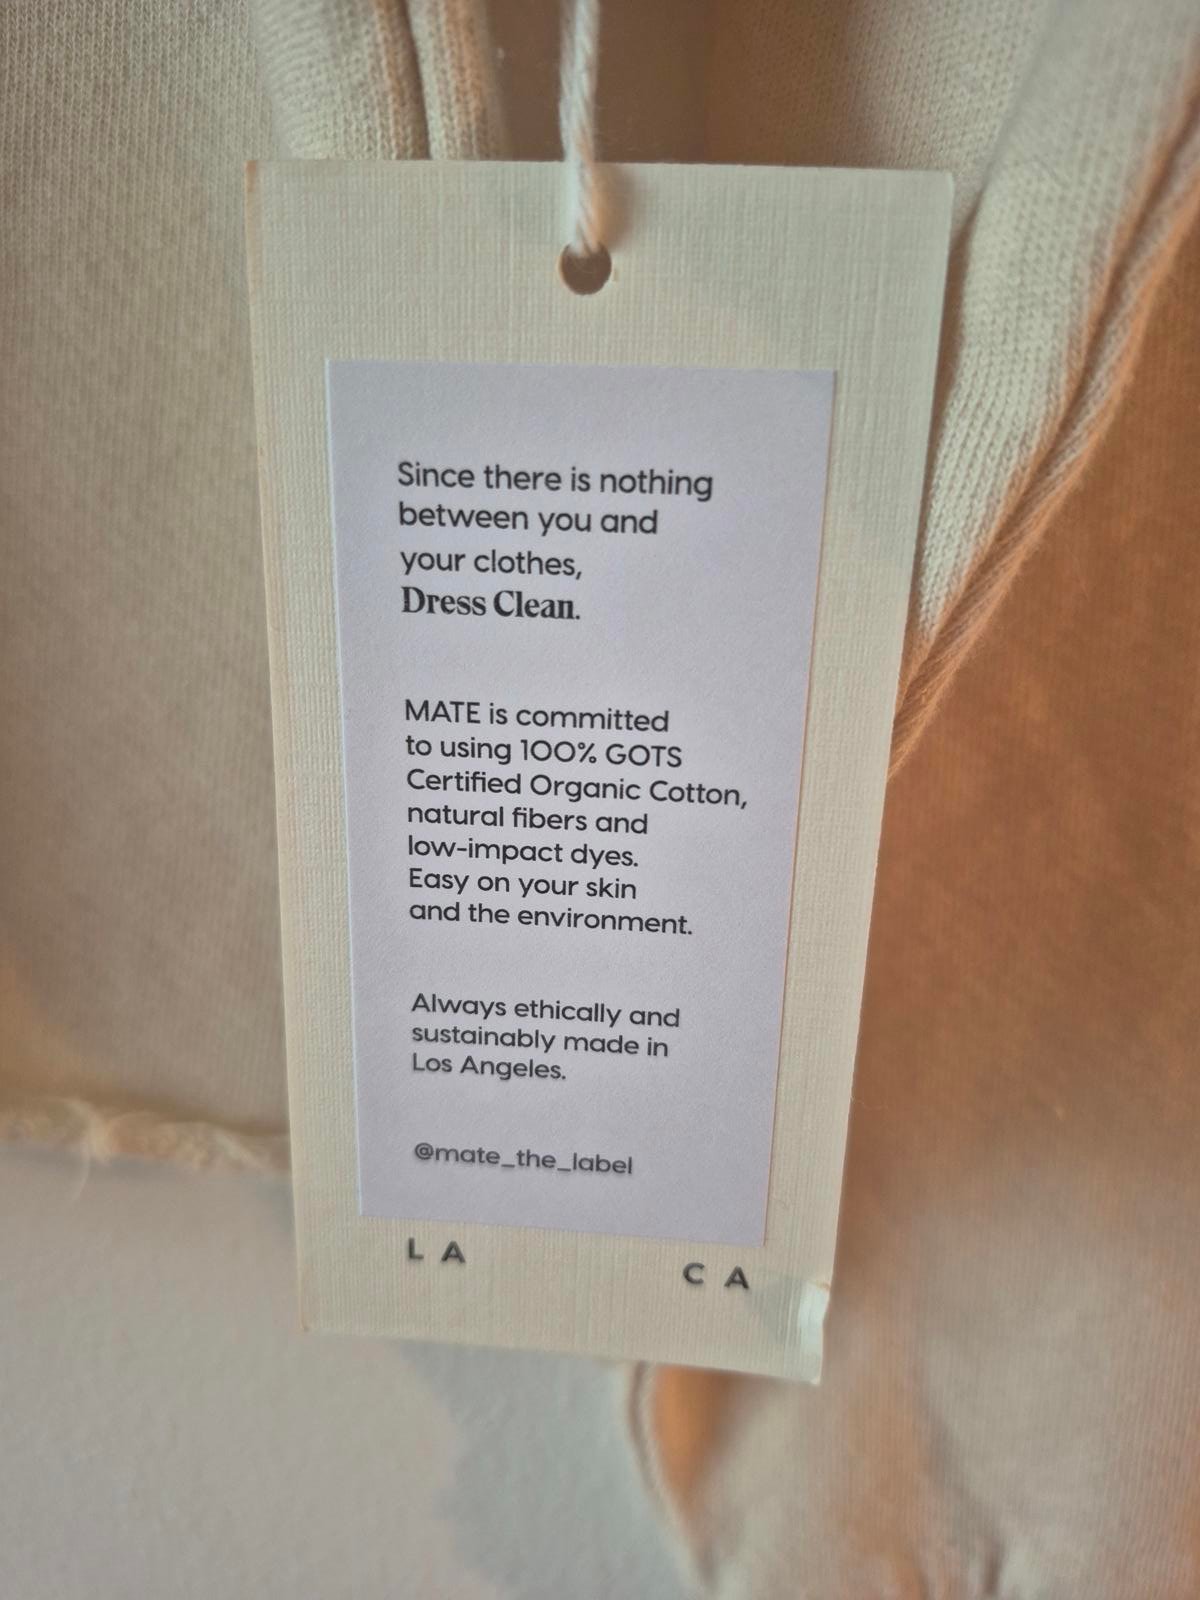 Since there is nothing
between you and
your clothes,
Dress Clean.
MATE is committed
to using 100% GOTS
Certified Organic Cotton,
natural fibers and
low-impact dyes.
Easy on your skin
and the environment.
Always ethically and
sustainably made in
Los Angeles.
@mate_the_label
LA CA